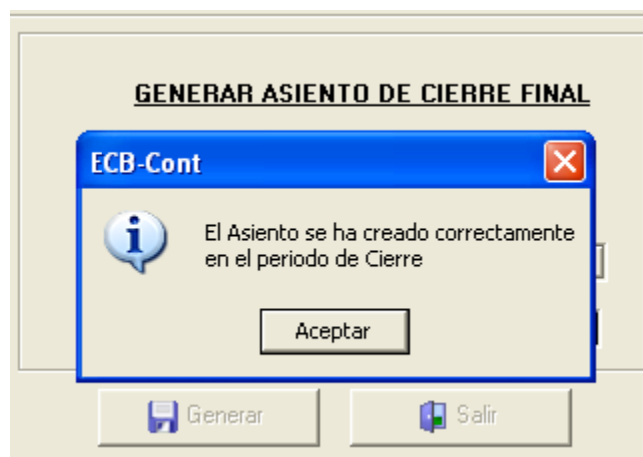 GENERAR ASIENTO DE CIERRE FINAL
ECB-Cont
El Asiento se ha creado correctamente
en el periodo de Cierre
Aceptar
Generar
Salir